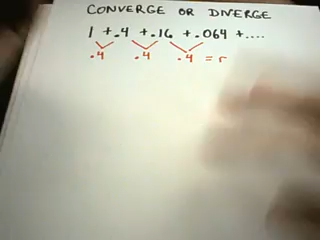 CONVERGE OR DIVERGE
1 + .4 + .16 + .064 + ....
.4 .4 .4 = r